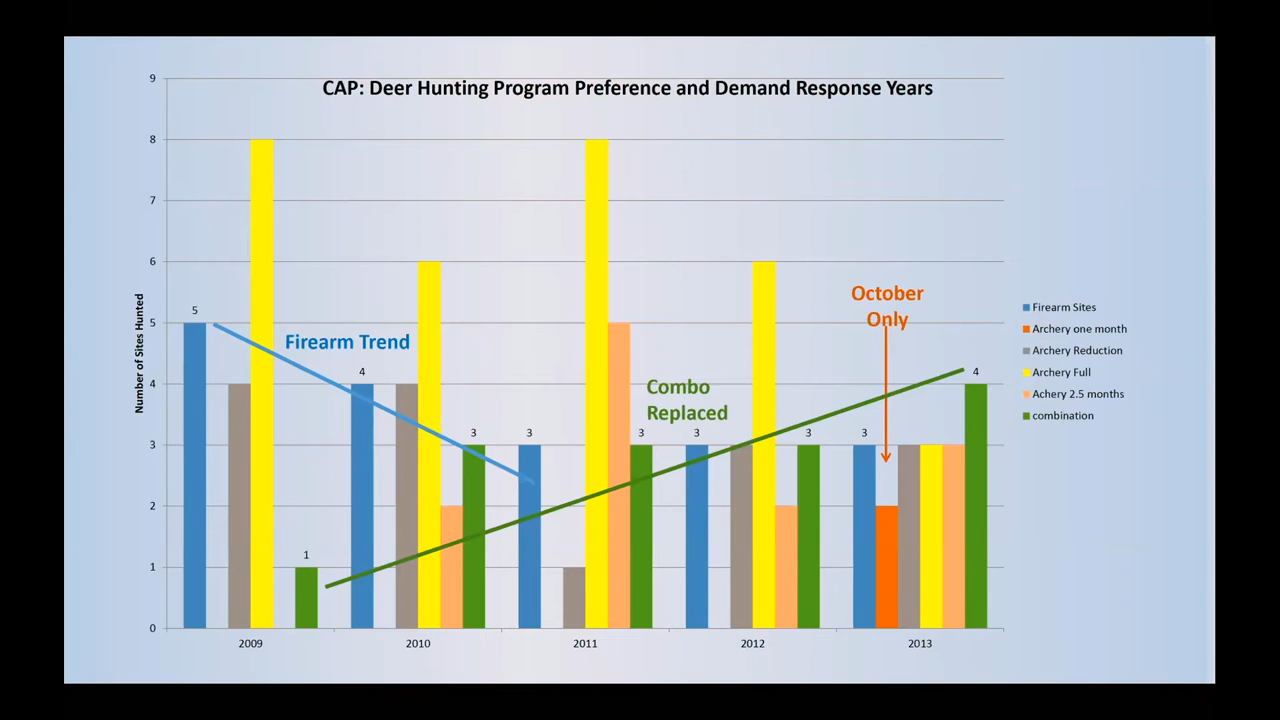 CAP: Deer Hunting Program Preference and Demand Response Years
Number of Sites Hunted
9
8
7
6
5
4
3
2
1
0
5
4
3
3
3
3
3
1
3
4
Firearm Trend
Combo
Replaced
October
Only
2009
2010
2011
2012
2013
Firearm Sites
Archery one month
Archery Reduction
Archery Full
Achery 2.5 months
combination